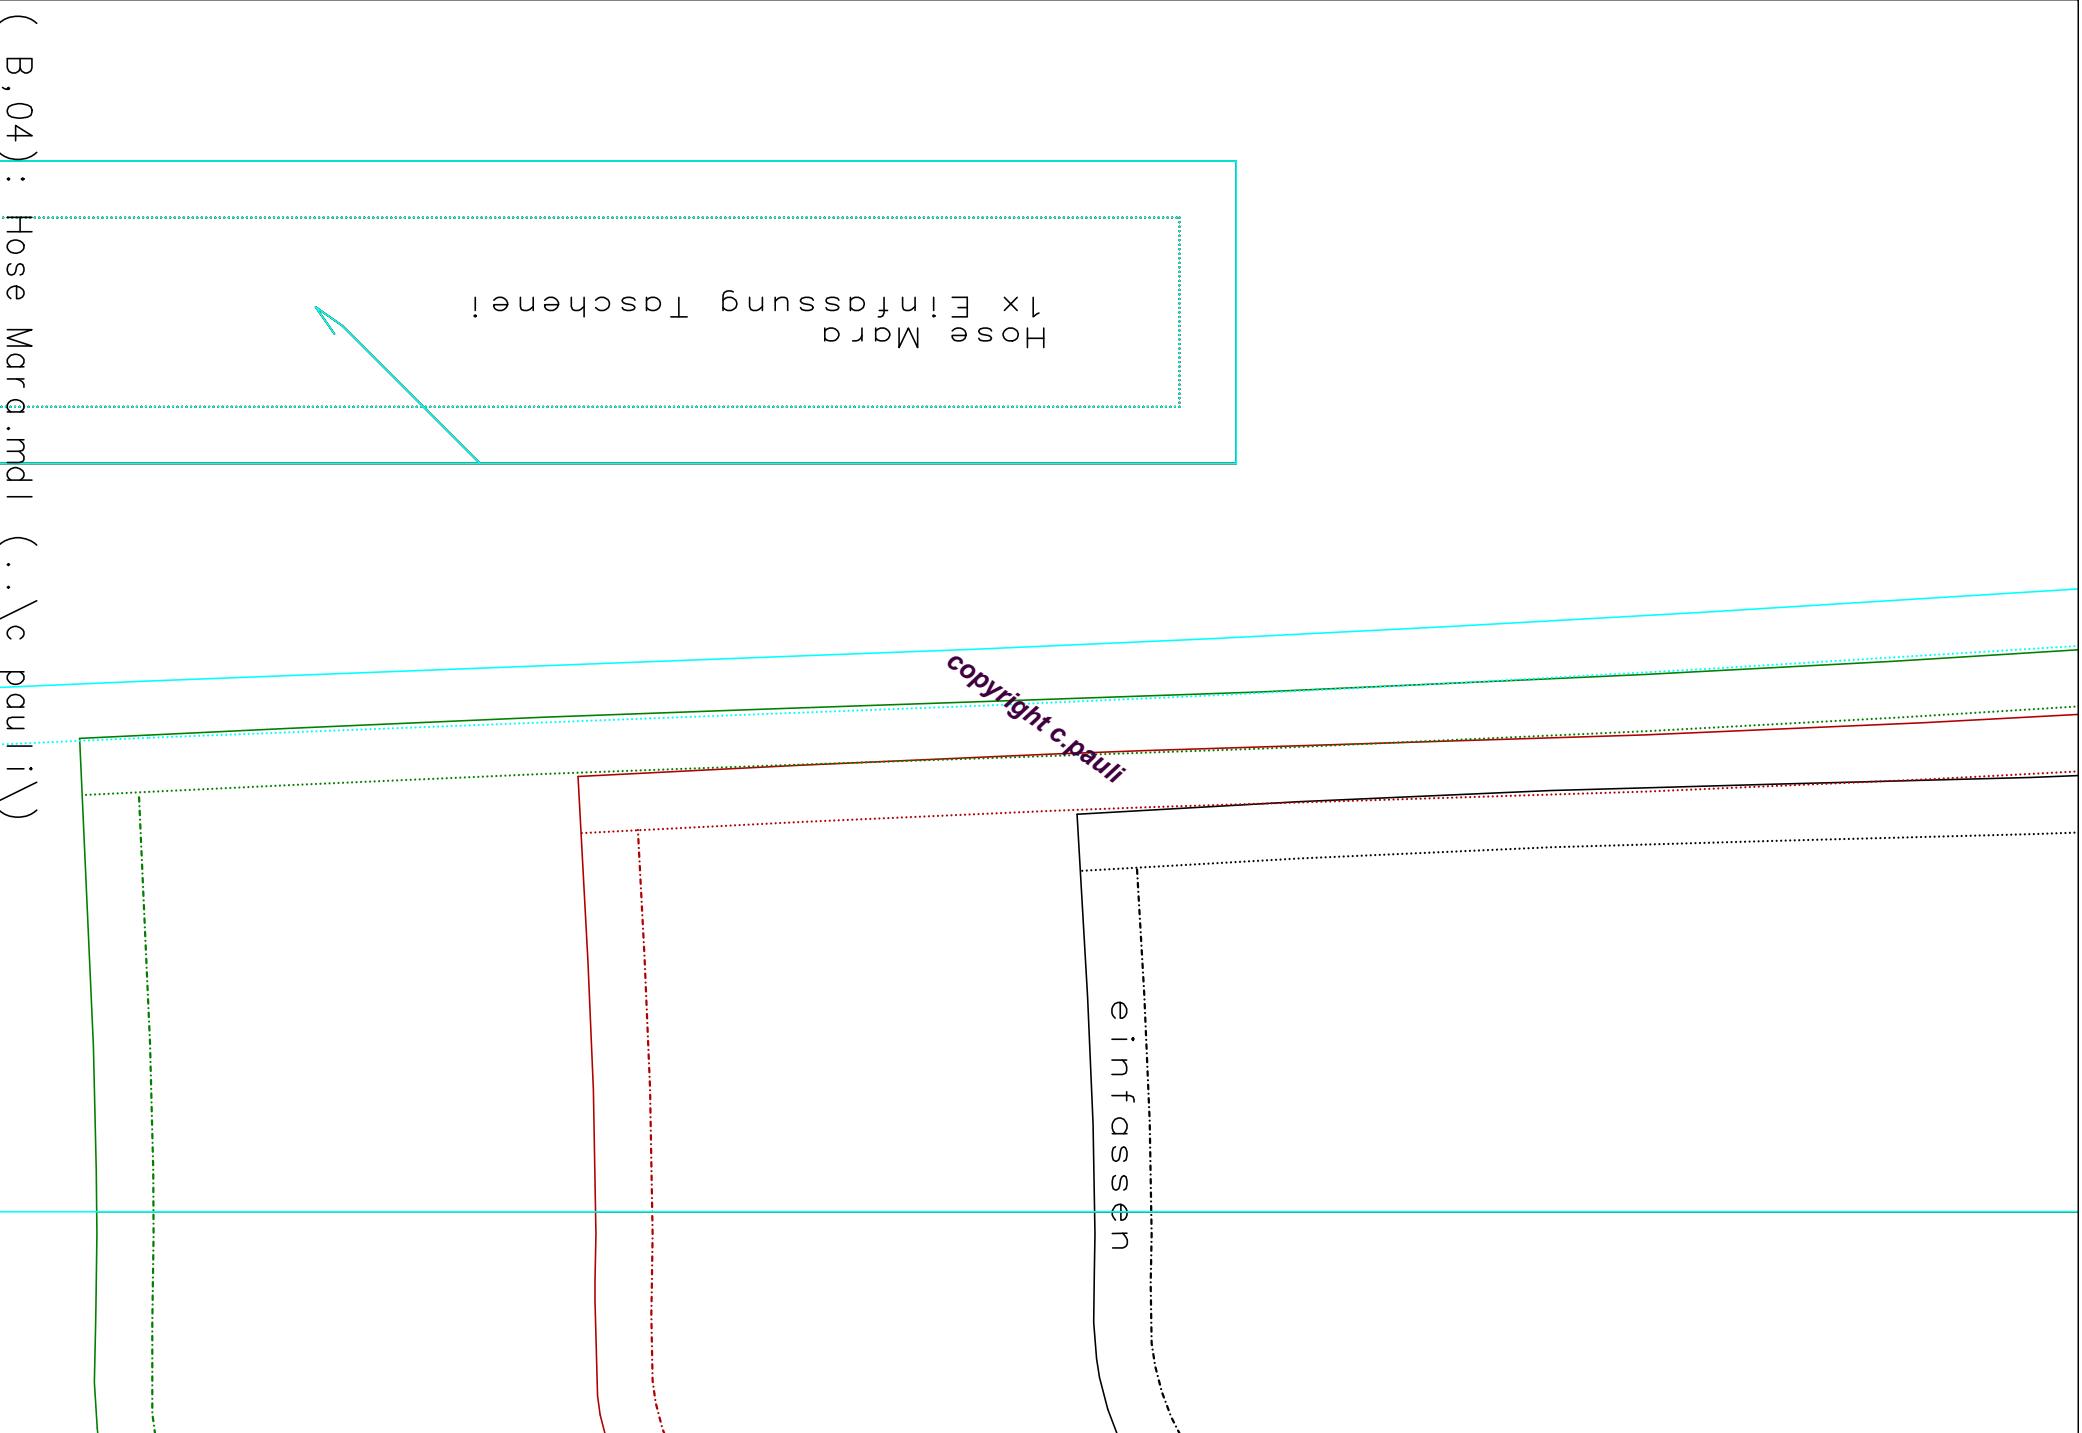 ( B,04): Hose Mara.mdl (..\c pauli\)
Hose Mara
1x Einfassung Taschenei
copyright c.pauli
einfassen